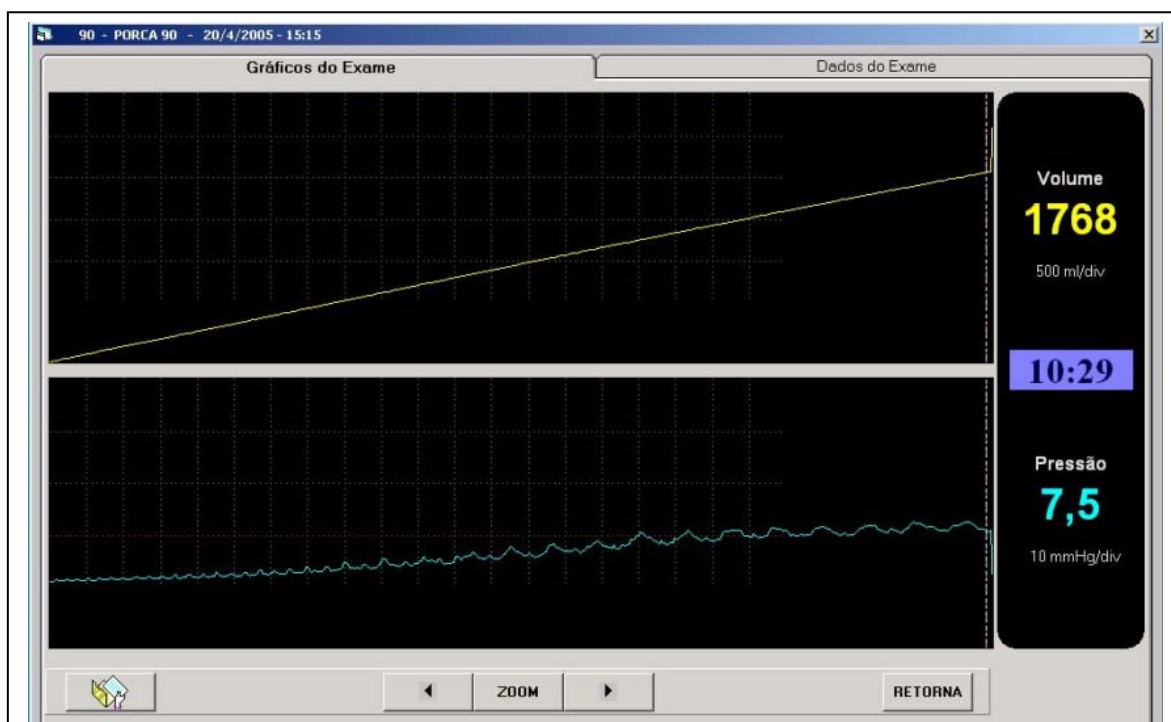 90 - PORCA 90 - 20/4/2005 - 15:15
Gráficos do Exame
Dados do Exame
Volume
1768
500 ml/div
10:29
Pressão
7,5
10 mmHg/div
ZOOM
RETORNA